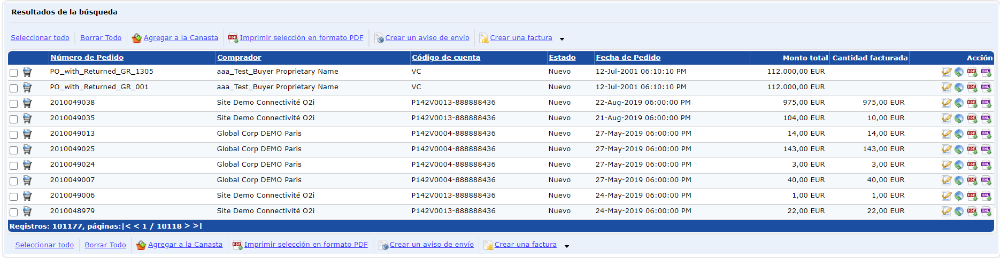 Resultados de la búsqueda
Seleccionar todo Borrar Todo Agregar a la Canasta Imprimir selección en formato PDF Crear un aviso de envío Crear una factura
Número de Pedido Comprador Código de cuenta Estado Fecha de Pedido Monto total Cantidad facturada Acción
PO_with_Returned_GR_1305 aaa_Test_Buyer Proprietary Name VC Nuevo 12-Jul-2001 06:10:10 PM 112.000,00 EUR
PO_with_Returned_GR_001 aaa_Test_Buyer Proprietary Name VC Nuevo 12-Jul-2001 06:10:10 PM 112.000,00 EUR
2010049038 Site Demo Connectivité O2i P142V0013-888888436 Nuevo 22-Aug-2019 06:00:00 PM 975,00 EUR 975,00 EUR
2010049035 Site Demo Connectivité O2i P142V0013-888888436 Nuevo 21-Aug-2019 06:00:00 PM 104,00 EUR 10,00 EUR
2010049013 Global Corp DEMO Paris P142V0004-888888436 Nuevo 27-May-2019 06:00:00 PM 14,00 EUR 14,00 EUR
2010049025 Global Corp DEMO Paris P142V0004-888888436 Nuevo 27-May-2019 06:00:00 PM 143,00 EUR 143,00 EUR
2010049024 Global Corp DEMO Paris P142V0004-888888436 Nuevo 27-May-2019 06:00:00 PM 3,00 EUR 3,00 EUR
2010049007 Global Corp DEMO Paris P142V0004-888888436 Nuevo 27-May-2019 06:00:00 PM 40,00 EUR 40,00 EUR
2010049006 Site Demo Connectivité O2i P142V0013-888888436 Nuevo 24-May-2019 06:00:00 PM 1,00 EUR 1,00 EUR
2010048979 Site Demo Connectivité O2i P142V0013-888888436 Nuevo 24-May-2019 06:00:00 PM 22,00 EUR 22,00 EUR
Registros: 101177, páginas:|< < 1 / 10118 > >|
Seleccionar todo Borrar Todo Agregar a la Canasta Imprimir selección en formato PDF Crear un aviso de envío Crear una factura